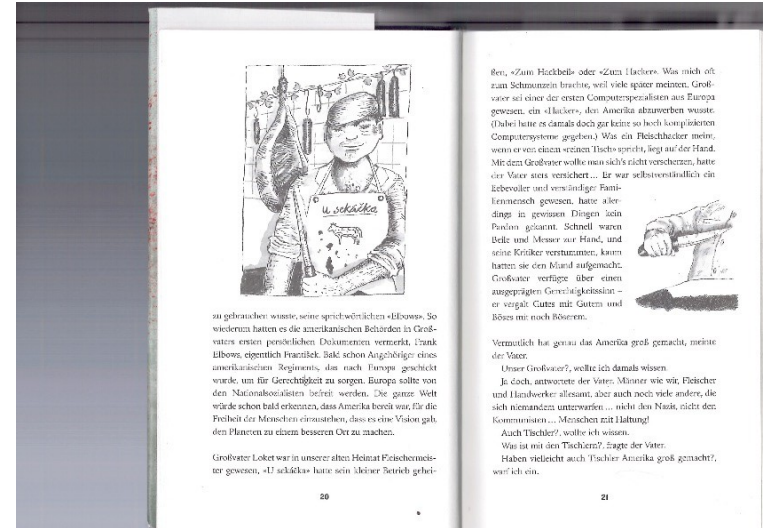 U sekáčka
zu gebrauchen wusste, seine sprichwörtlichen «Elbows». So
wiederum hatten es die amerikanischen Behörden in Groß-
vaters ersten persönlichen Dokumenten vermerkt, Frank
Elbows, eigentlich František. Bald schon Angehöriger eines
amerikanischen Regiments, das nach Europa geschickt
wurde, um für Gerechtigkeit zu sorgen. Europa sollte von
den Nationalsozialisten befreit werden. Die ganze Welt
würde schon bald erkennen, dass Amerika bereit war, für die
Freiheit der Menschen einzustehen, dass es eine Vision gab,
den Planeten zu einem besseren Ort zu machen.
Großvater Loket war in unserer alten Heimat Fleischermeis-
ter gewesen, «U sekáčka» hatte sein kleiner Betrieb gehei-
20
ßen, «Zum Hackbeil» oder «Zum Hacker». Was mich oft
zum Schmunzeln brachte, weil viele später meinten, Groß-
vater sei einer der ersten Computerspezialisten aus Europa
gewesen, ein «Hacker», den Amerika abzuwerben wusste.
(Dabei hatte es damals doch gar keine so hoch komplizierten
Computersysteme gegeben.) Was ein Fleischhacker meint,
wenn er von einem «reinen Tisch» spricht, liegt auf der Hand.
Mit dem Großvater wollte man sich's nicht verscherzen, hatte
der Vater stets versichert ... Er war selbstverständlich ein
liebevoller und verständiger Fami-
lienmensch gewesen, hatte aller-
dings in gewissen Dingen kein
Pardon gekannt. Schnell waren
Beile und Messer zur Hand, und
seine Kritiker verstummten, kaum
hatten sie den Mund aufgemacht.
Großvater verfügte über einen
ausgeprägten Gerechtigkeitssinn –
er vergalt Gutes mit Gutem und
Böses mit noch Böserem.
Vermutlich hat genau das Amerika groß gemacht, meinte
der Vater.
Unser Großvater?, wollte ich damals wissen.
Ja doch, antwortete der Vater. Männer wie wir, Fleischer
und Handwerker allesamt, aber auch noch viele andere, die
sich niemandem unterwarfen ... nicht den Nazis, nicht den
Kommunisten ... Menschen mit Haltung!
Auch Tischler?, wollte ich wissen.
Was ist mit den Tischlern?, fragte der Vater.
Haben vielleicht auch Tischler Amerika groß gemacht?,
warf ich ein.
21